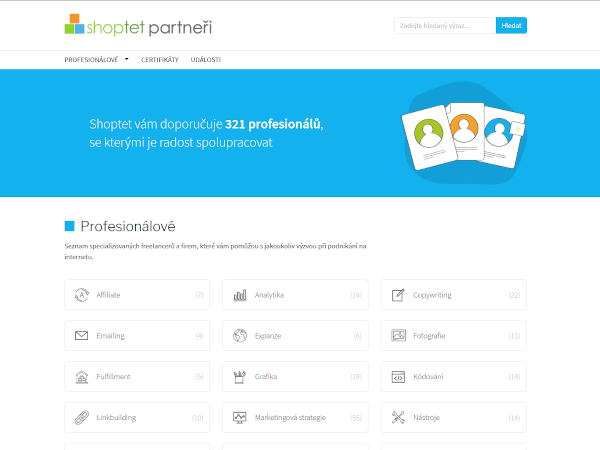 shoptet partneři
Zadejte hledaný výraz...
Hledat
PROFESIONÁLOVÉ
CERTIFIKÁTY
UDÁLOSTI
Shoptet vám doporučuje 321 profesionálů,
se kterými je radost spolupracovat
Profesionálové
Seznam specializovaných freelancerů a firem, které vám pomůžou s jakoukoliv výzvou při podnikání na
internetu.
Affiliate (7)
Analytika (14)
Copywriting (22)
Emailing (4)
Expanze (6)
Fotografie (11)
Fulfillment (5)
Grafika (19)
Kódování (18)
Linkbuilding (10)
Marketingová strategie (55)
Nástroje (14)